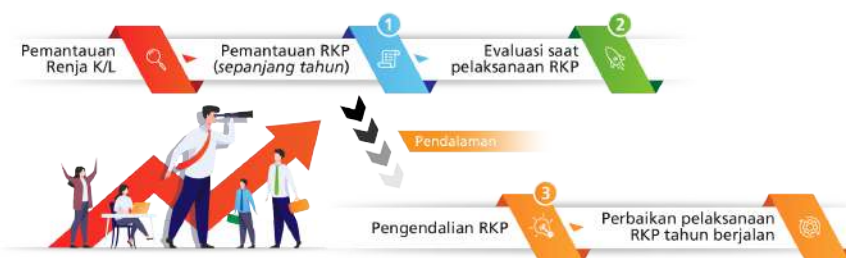 1
2
Pemantauan
Renja K/L
Pemantauan RKP
(sepanjang tahun)
Evaluasi saat
pelaksanaan RKP
Pendalaman
3
Pengendalian RKP
Perbaikan pelaksanaan
RKP tahun berjalan